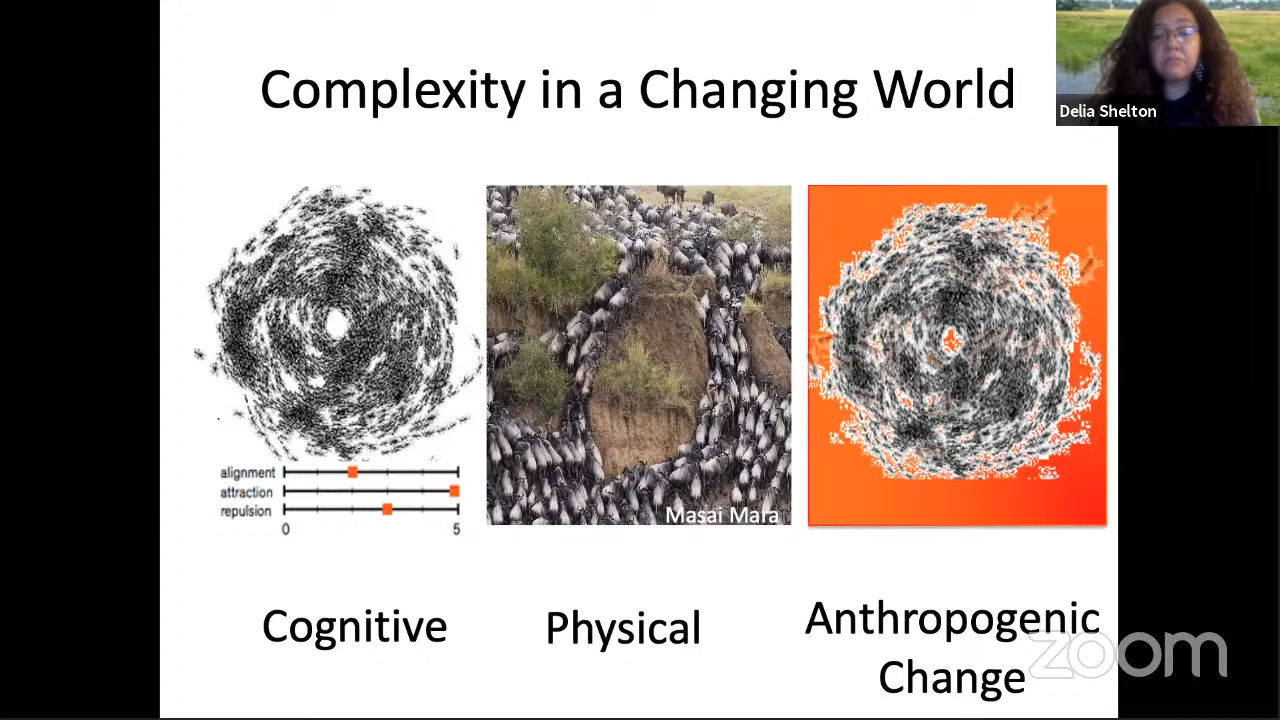 Complexity in a Changing World
Delia Shelton
alignment
attraction
repulsion
0 5
Masai Mara
Cognitive
Physical
Anthropogenic
Change
zoom